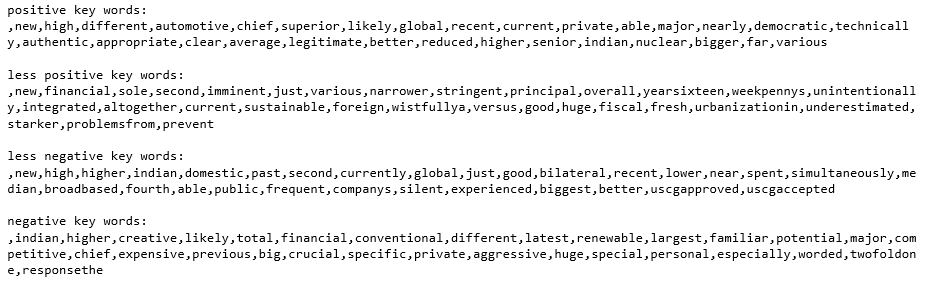 positive key words:
,new,high,different,automotive,chief,superior,likely,global,recent,current,private,able,major,nearly,democratic,technicall
y,authentic,appropriate,clear,average,legitimate,better,reduced,higher,senior,indian,nuclear,bigger,far,various
less positive key words:
,new,financial,sole,second,imminent,just,various,narrower,stringent,principal,overall,yearsixteen,weekpennys,unintentionall
y,integrated,altogether,current,sustainable,foreign,wistfullya,versus,good,huge,fiscal,fresh,urbanizationin,underestimated,
starker,problemsfrom,prevent
less negative key words:
,new,high,higher,indian,domestic,past,second,currently,global,just,good,bilateral,recent,lower,near,spent,simultaneously,me
dian,broadbased,fourth,able,public,frequent,companys,silent,experienced,biggest,better,uscgapproved,uscgaccepted
negative key words:
,indian,higher,creative,likely,total,financial,conventional,different,latest,renewable,largest,familiar,potential,major,com
petitive,chief,expensive,previous,big,crucial,specific,private,aggressive,huge,special,personal,especially,worded,twofoldon
e,responsethe